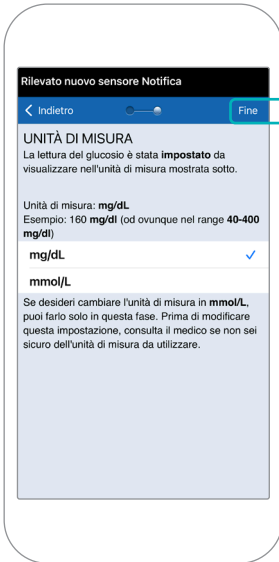 Rilevato nuovo sensore Notifica
Indietro
Fine
UNITÀ DI MISURA
La lettura del glucosio è stata impostato da
visualizzare nell'unità di misura mostrata sotto.
Unità di misura: mg/dL
Esempio: 160 mg/dl (od ovunque nel range 40-400
mg/dl)
mg/dL
mmol/L
Se desideri cambiare l'unità di misura in mmol/L,
puoi farlo solo in questa fase. Prima di modificare
questa impostazione, consulta il medico se non sei
sicuro dell'unità di misura da utilizzare.